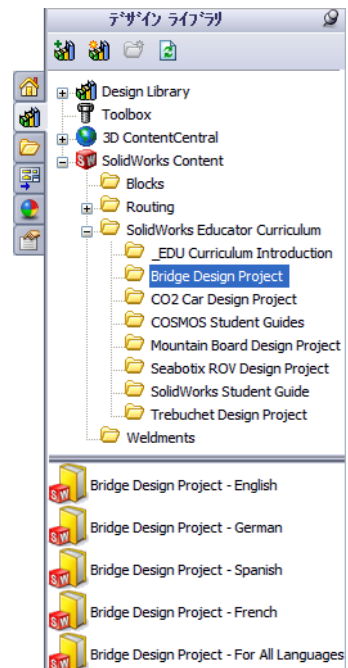 デザイン ライブラリ
Design Library
Toolbox
3D ContentCentral
SolidWorks Content
Blocks
Routing
SolidWorks Educator Curriculum
_EDU Curriculum Introduction
Bridge Design Project
CO2 Car Design Project
COSMOS Student Guides
Mountain Board Design Project
Seabotix ROV Design Project
SolidWorks Student Guide
Trebuchet Design Project
Weldments
Bridge Design Project - English
Bridge Design Project - German
Bridge Design Project - Spanish
Bridge Design Project - French
Bridge Design Project - For All Languages